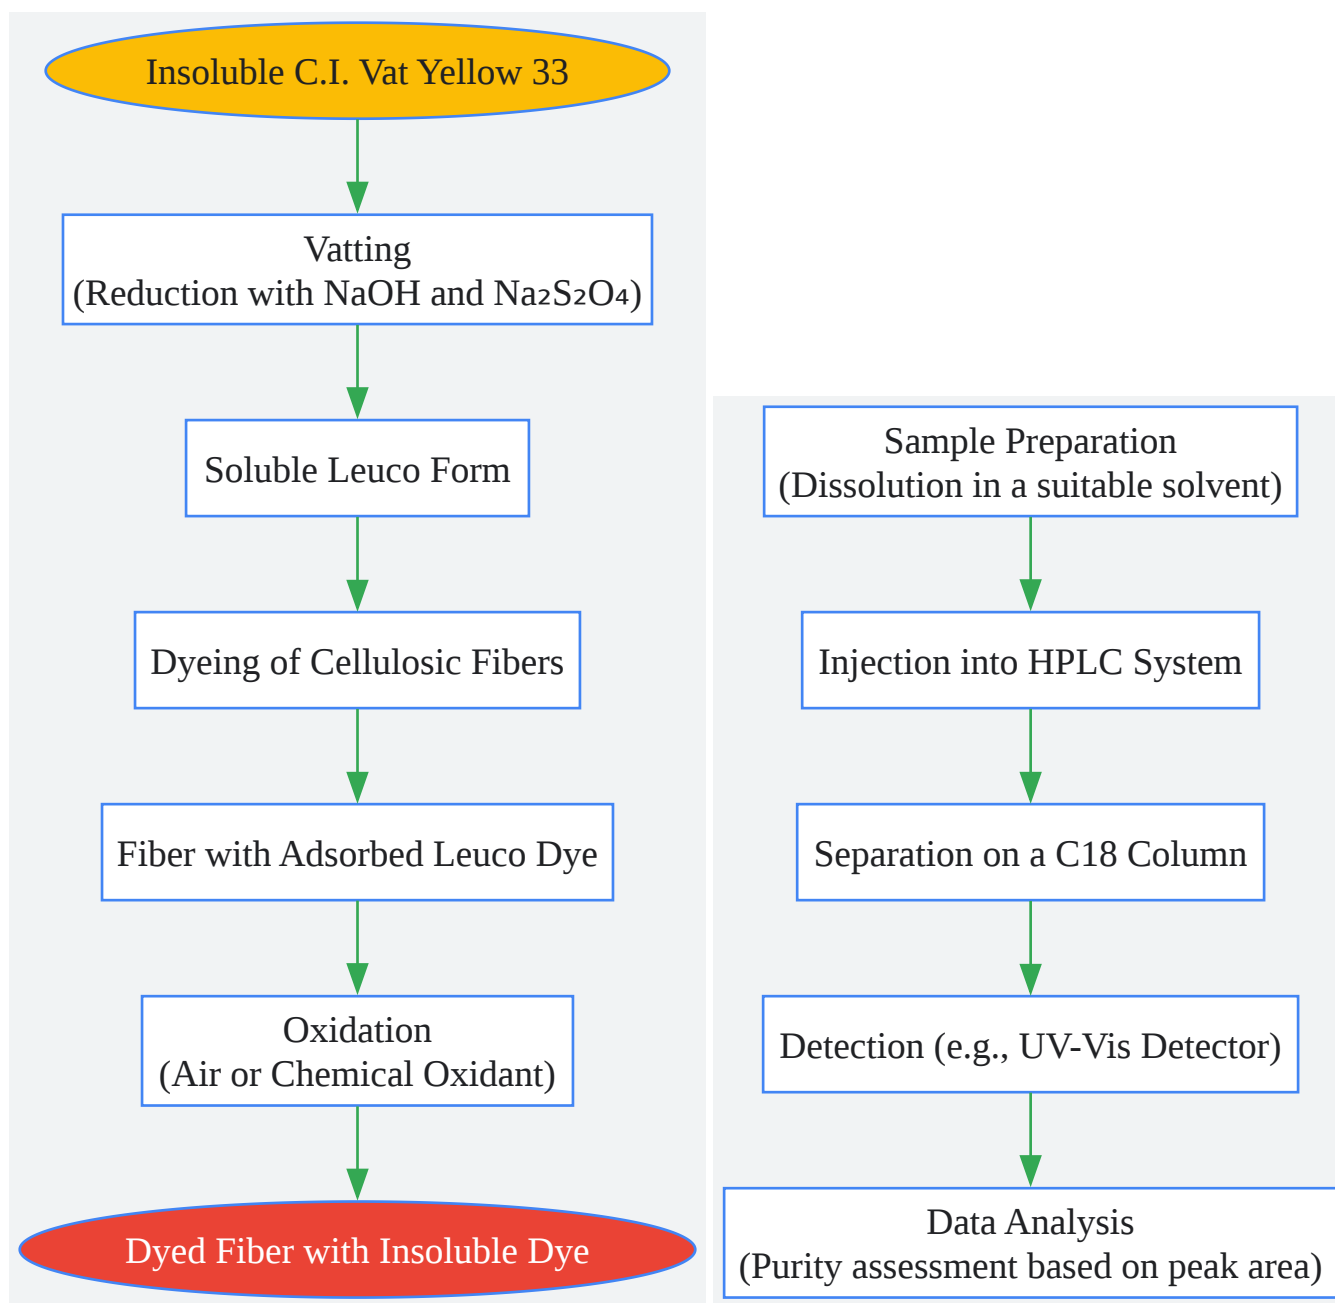 Insoluble C.I. Vat Yellow 33
Vatting
(Reduction with NaOH and Na₂S₂O₄)
Soluble Leuco Form
Dyeing of Cellulosic Fibers
Fiber with Adsorbed Leuco Dye
Oxidation
(Air or Chemical Oxidant)
Dyed Fiber with Insoluble Dye
Sample Preparation
(Dissolution in a suitable solvent)
Injection into HPLC System
Separation on a C18 Column
Detection (e.g., UV-Vis Detector)
Data Analysis
(Purity assessment based on peak area)